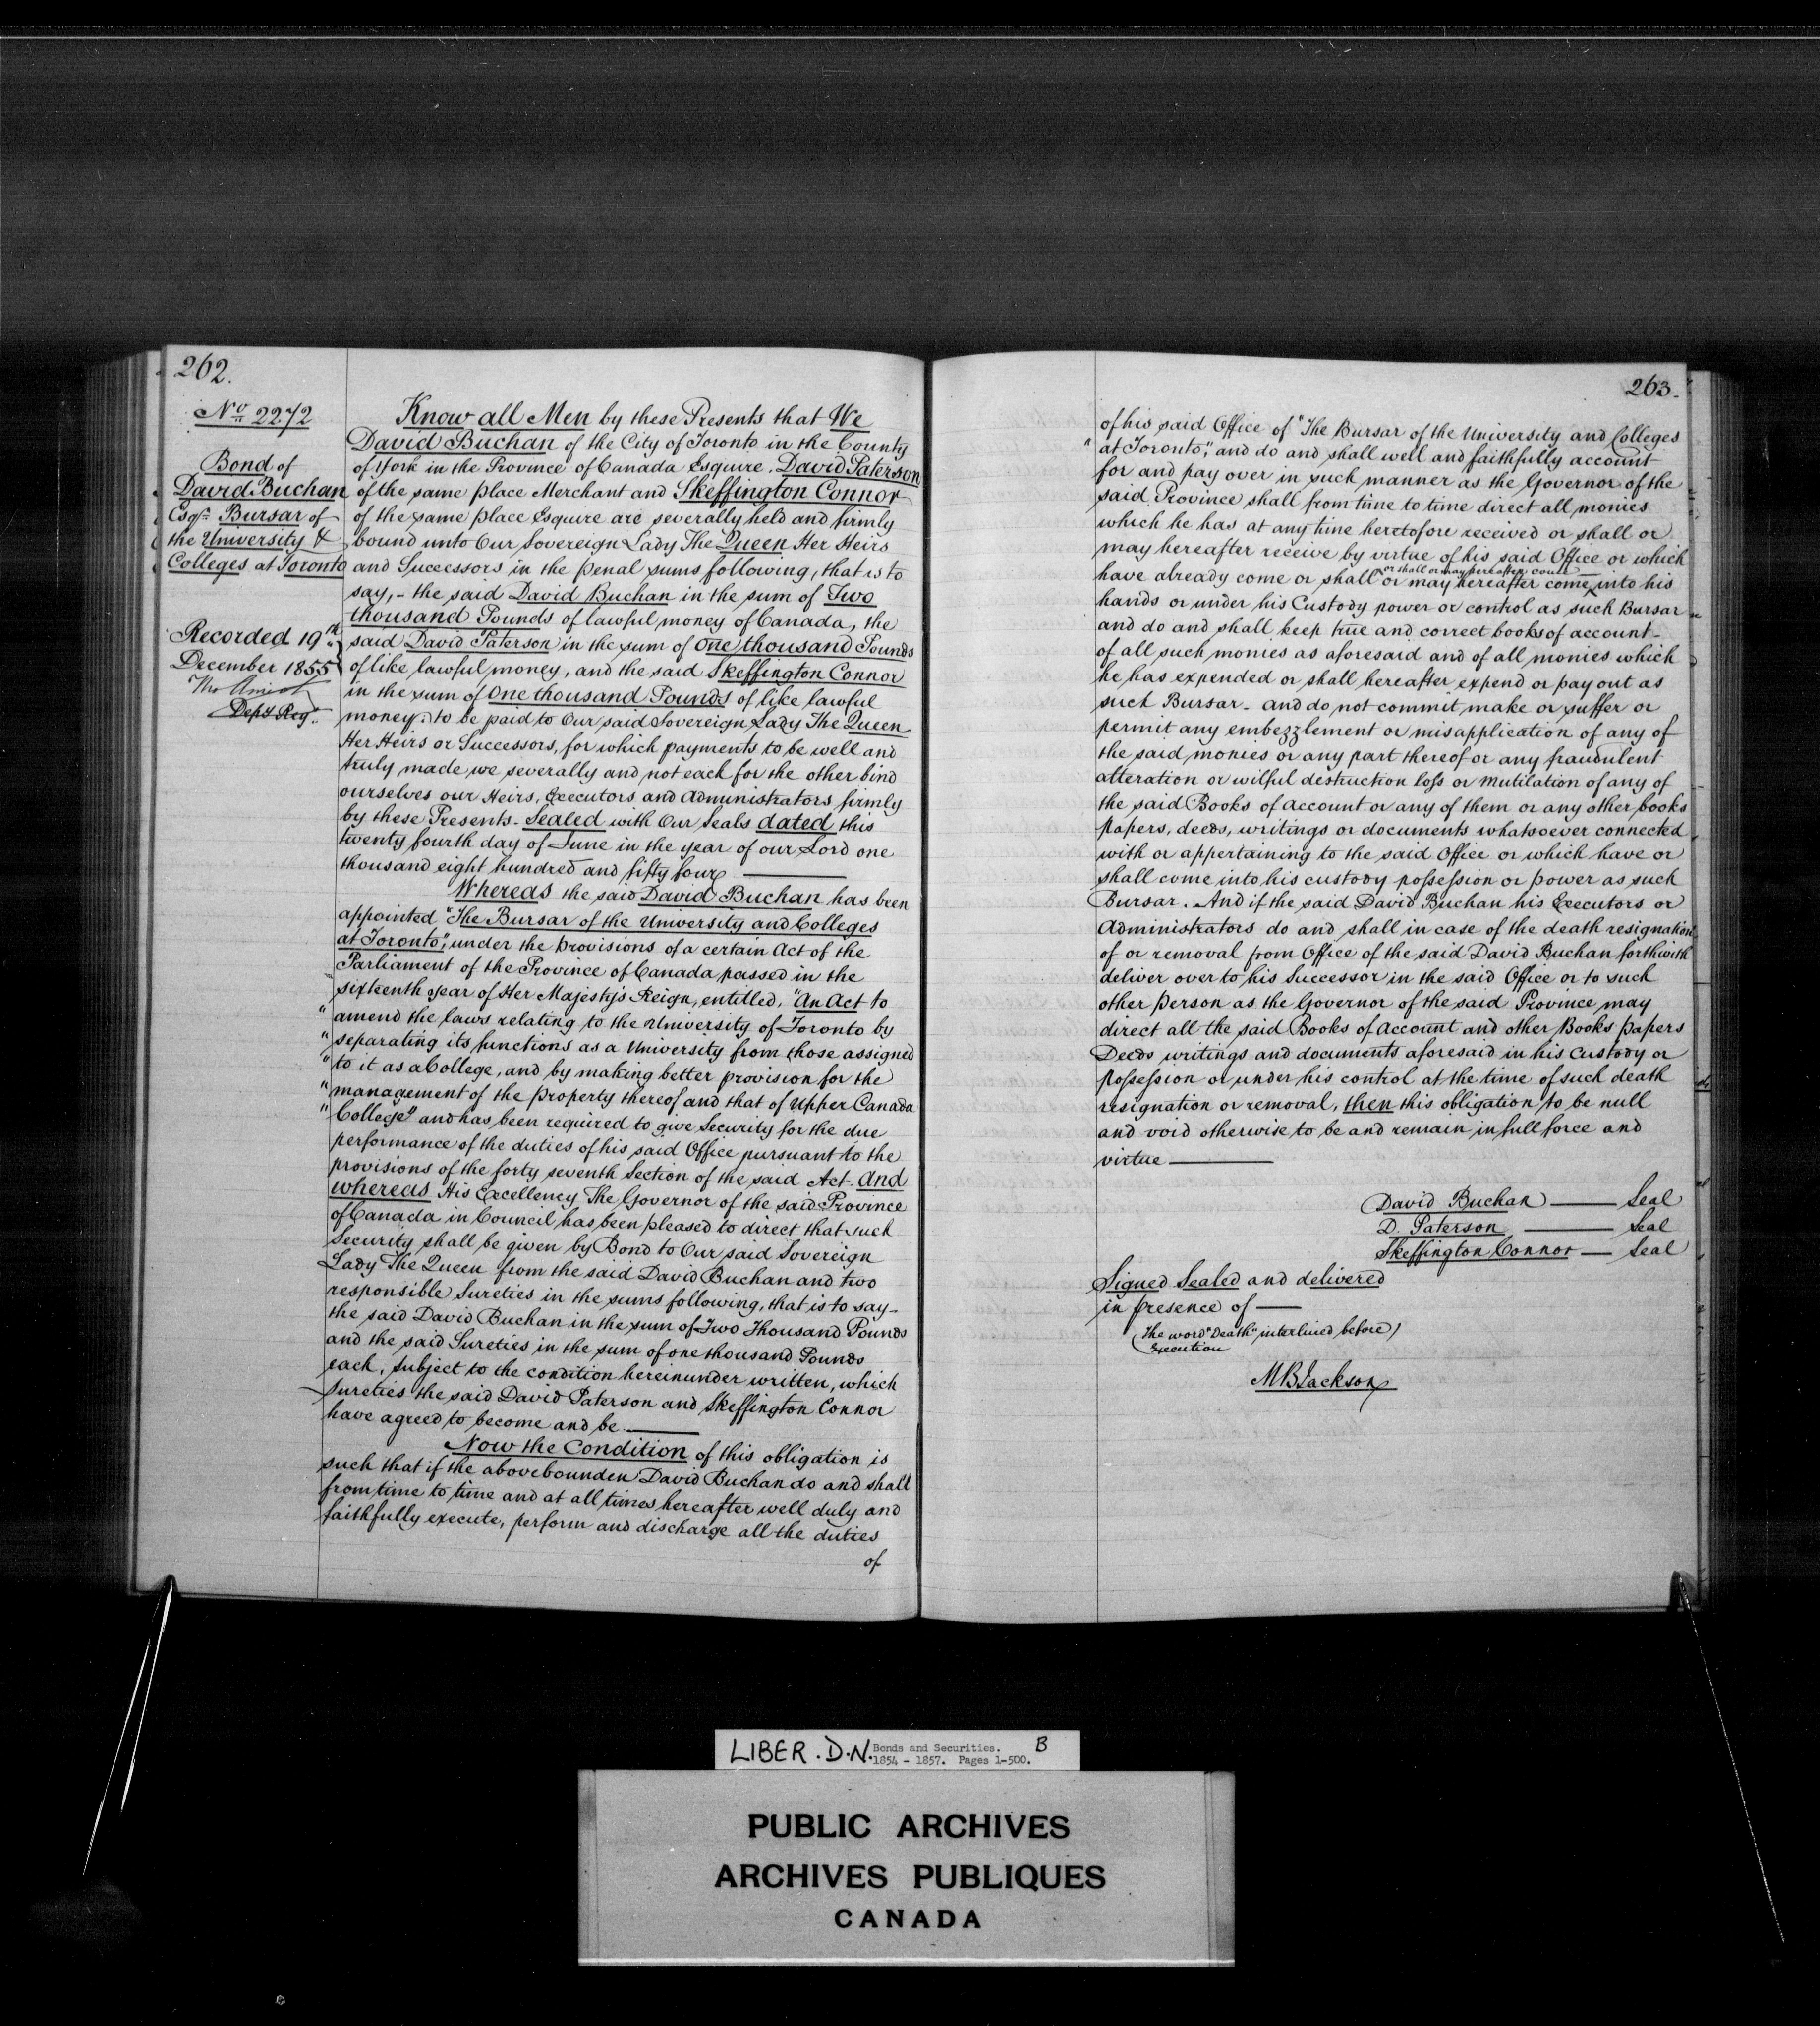 262.
No 2272
Bond of
David Buchan
Esqr. Bursar of
the University &
Colleges at Toronto
Recorded 19th
December 1855
Tho Amiot
Depy Regr.
Know all Men by these Presents that We
David Buchan of the City of Toronto in the County
of York in the Province of Canada Esquire, David Paterson
of the same place Merchant and Skeffington Connor
of the same place Esquire are severally held and firmly
bound unto Our Sovereign Lady The Queen Her Heirs
and Successors in the penal sums following, that is to
say,- the said David Buchan in the sum of Two
thousand Pounds of lawful money of Canada, the
said David Paterson in the sum of One thousand Pounds
of like lawful money, and the said Skeffington Connor
in the sum of One thousand Pounds of like lawful
money. to be paid to Our said Sovereign Lady The Queen
Her Heirs or Successors, for which payments to be well and
truly made we severally and not each for the other bind
ourselves our Heirs, Executors and Administrators firmly
by these Presents. Sealed with Our Seals dated this
twenty fourth day of June in the year of our Lord one
thousand eight hundred and fifty four
Whereas the said David Buchan has been
appointed "The Bursar of the University and Colleges
at Toronto", under the provisions of a certain Act of the
Parliament of the Province of Canada passed in the
sixteenth year of Her Majesty's Reign, entitled, "An Act to
" amend the laws relating to the University of Toronto by
" separating its functions as a University from those assigned
" to it as a College, and by making better provision for the
" management of the property thereof and that of Upper Canada
" College" and has been required to give Security for the due
performance of the duties of his said Office pursuant to the
provisions of the forty seventh Section of the said Act. And
whereas His Excellency The Governor of the said Province
of Canada in Council has been pleased to direct that such
Security shall be given by Bond to Our said Sovereign
Lady The Queen from the said David Buchan and two
responsible Sureties in the sums following, that is to say-
the said David Buchan in the sum of Two Thousand Pounds
and the said Sureties in the sum of one thousand Pounds
each, subject to the condition hereinunder written, which
Sureties the said David Paterson and Skeffington Connor
have agreed to become and be
Now the Condition of this obligation is
such that if the abovebounden David Buchan do and shall
from time to time and at all times hereafter well duly and
faithfully execute, perform and discharge all the duties
of
263.
of his said Office of "The Bursar of the University and Colleges
" at Toronto", and do and shall well and faithfully account
for and pay over in such manner as the Governor of the
said Province shall from time to time direct all monies
which he has at any time heretofore received or shall or
may hereafter receive by virtue of his said Office or which
or shall or may hereafter come
have already come or shall or may hereafter come into his
hands or under his Custody power or control as such Bursar
and do and shall keep true and correct books of account-
of all such monies as aforesaid and of all monies which
he has expended or shall hereafter expend or pay out as
such Bursar - and do not commit make or suffer or
permit any embezzlement or misapplication of any of
the said monies or any part thereof or any fraudulent
alteration or wilful destruction loss or mutilation of any of
the said Books of account or any of them or any other books
papers, deeds, writings or documents whatsoever connected
with or appertaining to the said Office or which have or
shall come into his custody possession or power as such
Bursar. And if the said David Buchan his Executors or
Administrators do and shall in case of the death resignation
of or removal from Office of the said David Buchan forthwith
deliver over to his Successor in the said Office or to such
other person as the Governor of the said Province may
direct all the said Books of Account and other Books papers
Deeds writings and documents aforesaid in his Custody or
possession or under his control at the time of such death
resignation or removal, then this obligation to be null
and void otherwise to be and remain in full force and
virtue
David Buchan Seal
D. Paterson Seal
Skeffington Connor Seal
Signed Sealed and delivered
in presence of
(The word "Death" interlined before)
Execution
M B Jackson
LIBER. D.N. Bonds and Securities. B
1854 - 1857. Pages 1-500.
PUBLIC ARCHIVES
ARCHIVES PUBLIQUES
CANADA